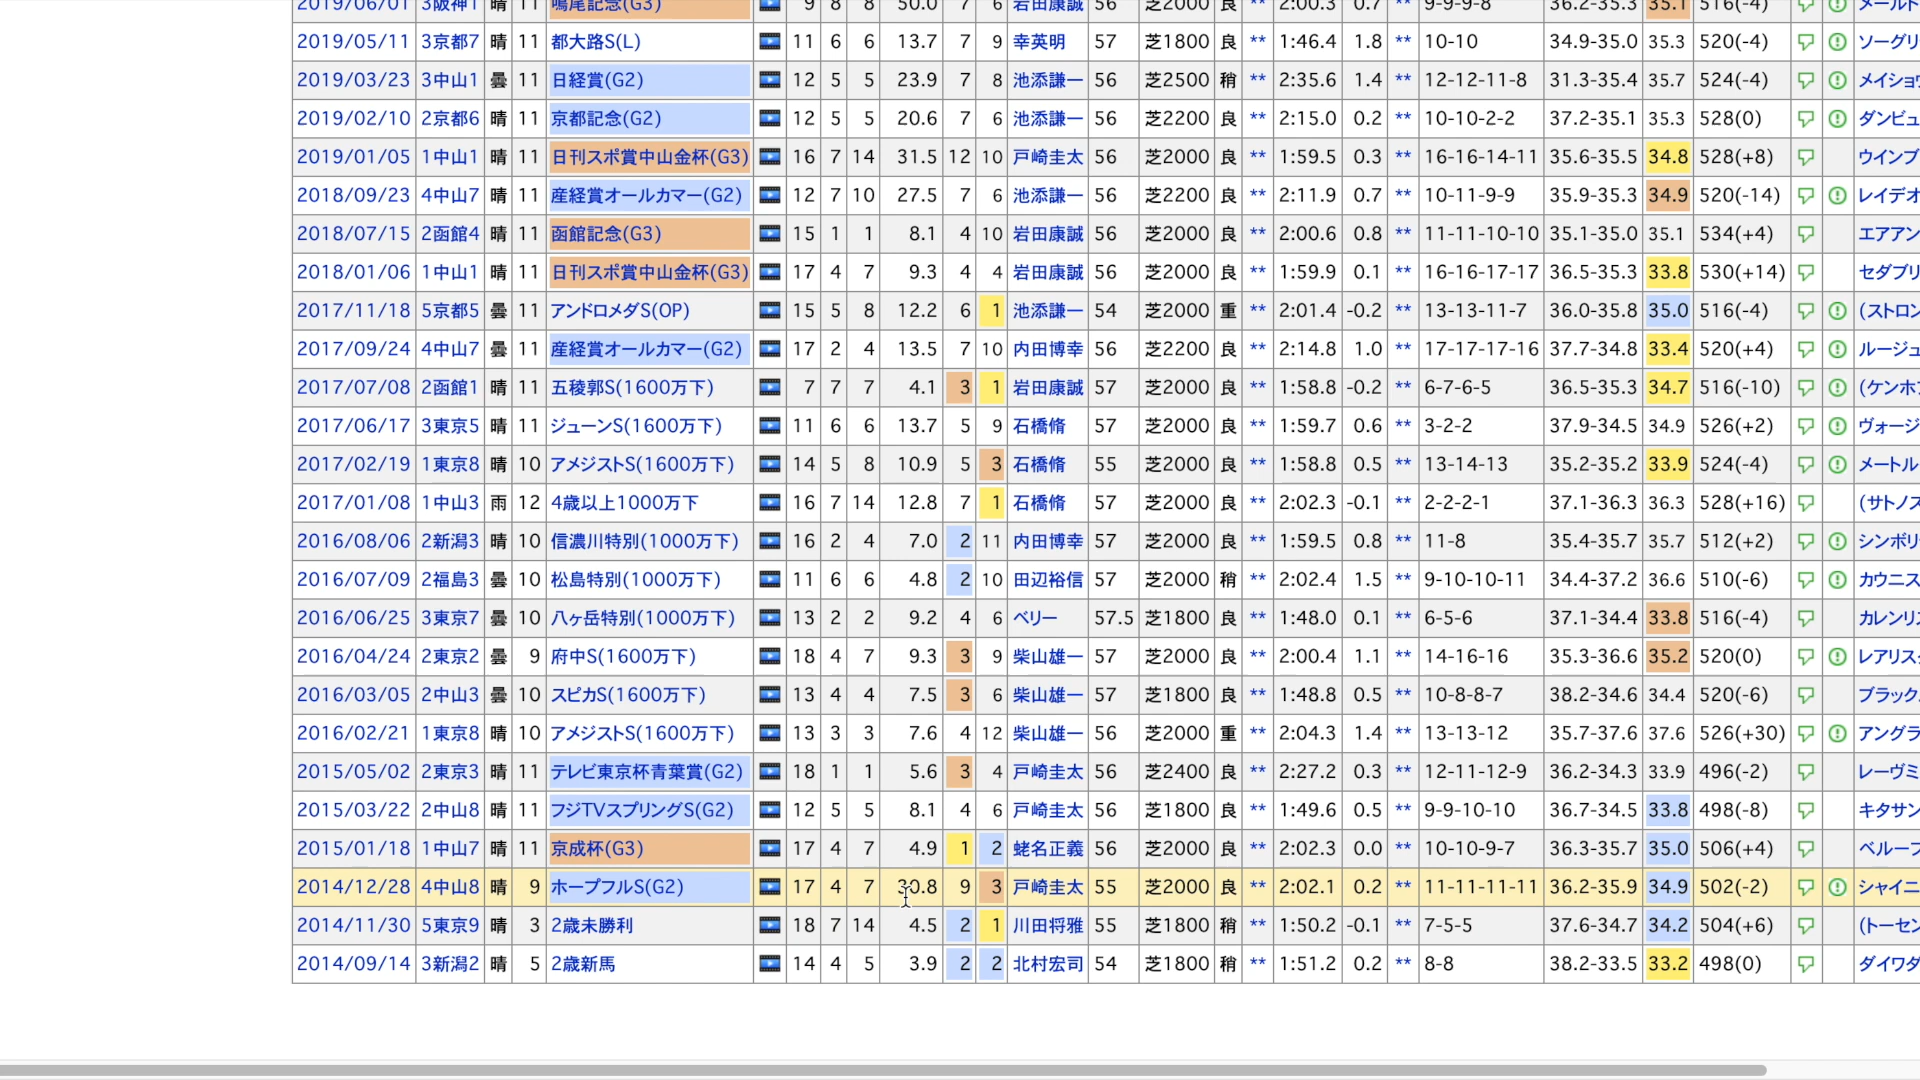 2019/06/01 3阪神1 晴 11 鳴尾記念(G3) 9 8 8 50.0 7 6 岩田康誠 56 芝2000 良 ** 2:00.3 0.7 ** 9-9-9-8 36.2-35.3 35.1 516(-4) メールド
2019/05/11 3京都7 晴 11 都大路S(L) 11 6 6 13.7 7 9 幸英明 57 芝1800 良 ** 1:46.4 1.8 ** 10-10 34.9-35.0 35.3 520(-4) ソーグリ
2019/03/23 3中山1 曇 11 日経賞(G2) 12 5 5 23.9 7 8 池添謙一 56 芝2500 稍 ** 2:35.6 1.4 ** 12-12-11-8 31.3-35.4 35.7 524(-4) メイショ
2019/02/10 2京都6 晴 11 京都記念(G2) 12 5 5 20.6 7 6 池添謙一 56 芝2200 良 ** 2:15.0 0.2 ** 10-10-2-2 37.2-35.1 35.3 528(0) ダンビュ
2019/01/05 1中山1 晴 11 日刊スポ賞中山金杯(G3) 16 7 14 31.5 12 10 戸崎圭太 56 芝2000 良 ** 1:59.5 0.3 ** 16-16-14-11 35.6-35.5 34.8 528(+8) ウインブ
2018/09/23 4中山7 晴 11 産経賞オールカマー(G2) 12 7 10 27.5 7 6 池添謙一 56 芝2200 良 ** 2:11.9 0.7 ** 10-11-9-9 35.9-35.3 34.9 520(-14) レイデオ
2018/07/15 2函館4 晴 11 函館記念(G3) 15 1 1 8.1 4 10 岩田康誠 56 芝2000 良 ** 2:00.6 0.8 ** 11-11-10-10 35.1-35.0 35.1 534(+4) エアアン
2018/01/06 1中山1 晴 11 日刊スポ賞中山金杯(G3) 17 4 7 9.3 4 4 岩田康誠 56 芝2000 良 ** 1:59.9 0.1 ** 16-16-17-17 36.5-35.3 33.8 530(+14) セダブリ
2017/11/18 5京都5 曇 11 アンドロメダS(OP) 15 5 8 12.2 6 1 池添謙一 54 芝2000 重 ** 2:01.4 -0.2 ** 13-13-11-7 36.0-35.8 35.0 516(-4) (ストロン
2017/09/24 4中山7 曇 11 産経賞オールカマー(G2) 17 2 4 13.5 7 10 内田博幸 56 芝2200 良 ** 2:14.8 1.0 ** 17-17-17-16 37.7-34.8 33.4 520(+4) ルージュ
2017/07/08 2函館1 晴 11 五稜郭S(1600万下) 7 7 7 4.1 3 1 岩田康誠 57 芝2000 良 ** 1:58.8 -0.2 ** 6-7-6-5 36.5-35.3 34.7 516(-10) (ケンホ
2017/06/17 3東京5 晴 11 ジューンS(1600万下) 11 6 6 13.7 5 9 石橋脩 57 芝2000 良 ** 1:59.7 0.6 ** 3-2-2 37.9-34.5 34.9 526(+2) ヴォージ
2017/02/19 1東京8 晴 10 アメジストS(1600万下) 14 5 8 10.9 5 3 石橋脩 55 芝2000 良 ** 1:58.8 0.5 ** 13-14-13 35.2-35.2 33.9 524(-4) メートル
2017/01/08 1中山3 雨 12 4歳以上1000万下 16 7 14 12.8 7 1 石橋脩 57 芝2000 良 ** 2:02.3 -0.1 ** 2-2-2-1 37.1-36.3 36.3 528(+16) (サトノス
2016/08/06 2新潟3 晴 10 信濃川特別(1000万下) 16 2 4 7.0 2 11 内田博幸 57 芝2000 良 ** 1:59.5 0.8 ** 11-8 35.4-35.7 35.7 512(+2) シンボリ
2016/07/09 2福島3 曇 10 松島特別(1000万下) 11 6 6 4.8 2 10 田辺裕信 57 芝2000 稍 ** 2:02.4 1.5 ** 9-10-10-11 34.4-37.2 36.6 510(-6) カウニス
2016/06/25 3東京7 曇 10 八ヶ岳特別(1000万下) 13 2 2 9.2 4 6 ベリー 57.5 芝1800 良 ** 1:48.0 0.1 ** 6-5-6 37.1-34.4 33.8 516(-4) カレンリ
2016/04/24 2東京2 曇 9 府中S(1600万下) 18 4 7 9.3 3 9 柴山雄一 57 芝2000 良 ** 2:00.4 1.1 ** 14-16-16 35.3-36.6 35.2 520(0) レアリス
2016/03/05 2中山3 曇 10 スピカS(1600万下) 13 4 4 7.5 3 6 柴山雄一 57 芝1800 良 ** 1:48.8 0.5 ** 10-8-8-7 38.2-34.6 34.4 520(-6) ブラック
2016/02/21 1東京8 晴 10 アメジストS(1600万下) 13 3 3 7.6 4 12 柴山雄一 57 芝2000 重 ** 2:04.3 1.4 ** 13-13-12 35.7-37.6 37.6 526(+30) アングラ
2015/05/02 2東京3 晴 11 テレビ東京杯青葉賞(G2) 18 1 1 5.6 3 4 戸崎圭太 56 芝2400 良 ** 2:27.2 0.3 ** 12-11-12-9 36.2-34.3 33.9 496(-2) レーヴミ
2015/03/22 2中山8 晴 11 フジTVスプリングS(G2) 12 5 5 8.1 4 6 戸崎圭太 56 芝1800 良 ** 1:49.6 0.5 ** 9-9-10-10 36.7-34.5 33.8 498(-8) キタサン
2015/01/18 1中山7 晴 11 京成杯(G3) 17 4 7 4.9 1 2 蛯名正義 56 芝2000 良 ** 2:02.3 0.0 ** 10-10-9-7 36.3-35.7 35.0 506(+4) ベルーフ
2014/12/28 4中山8 晴 9 ホープフルS(G2) 17 4 7 30.8 9 3 戸崎圭太 55 芝2000 良 ** 2:02.1 0.2 ** 11-11-11-11 36.2-35.9 34.9 502(-2) シャイニ
2014/11/30 5東京9 晴 3 2歳未勝利 18 7 14 4.5 2 1 川田将雅 55 芝1800 稍 ** 1:50.2 -0.1 ** 7-5-5 37.6-34.7 34.2 504(+6) (トーセン
2014/09/14 3新潟2 晴 5 2歳新馬 14 4 5 3.9 2 2 北村宏司 54 芝1800 稍 ** 1:51.2 0.2 ** 8-8 38.2-33.5 33.2 498(0) ダイワダ